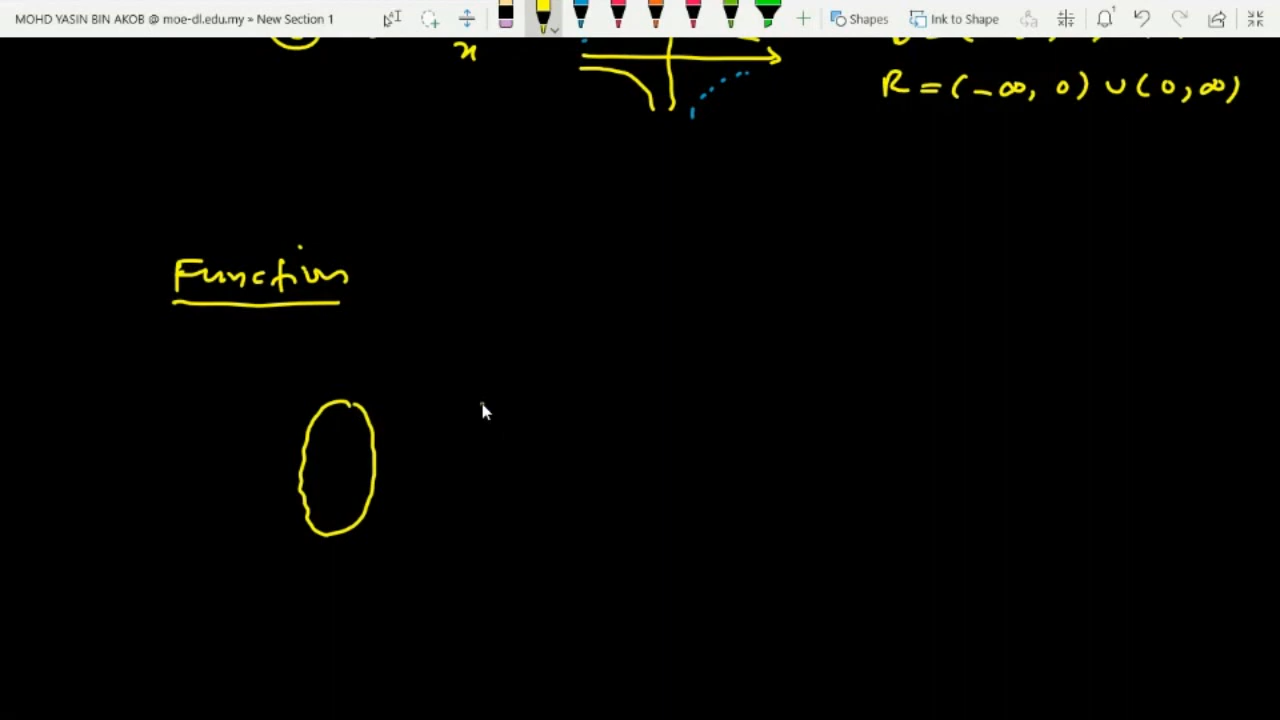 MOHD YASIN BIN AKOB @ moe-dl.edu.my » New Section 1
Shapes
Ink to Shape
x
R = (-∞, 0) ∪ (0, ∞)
Function